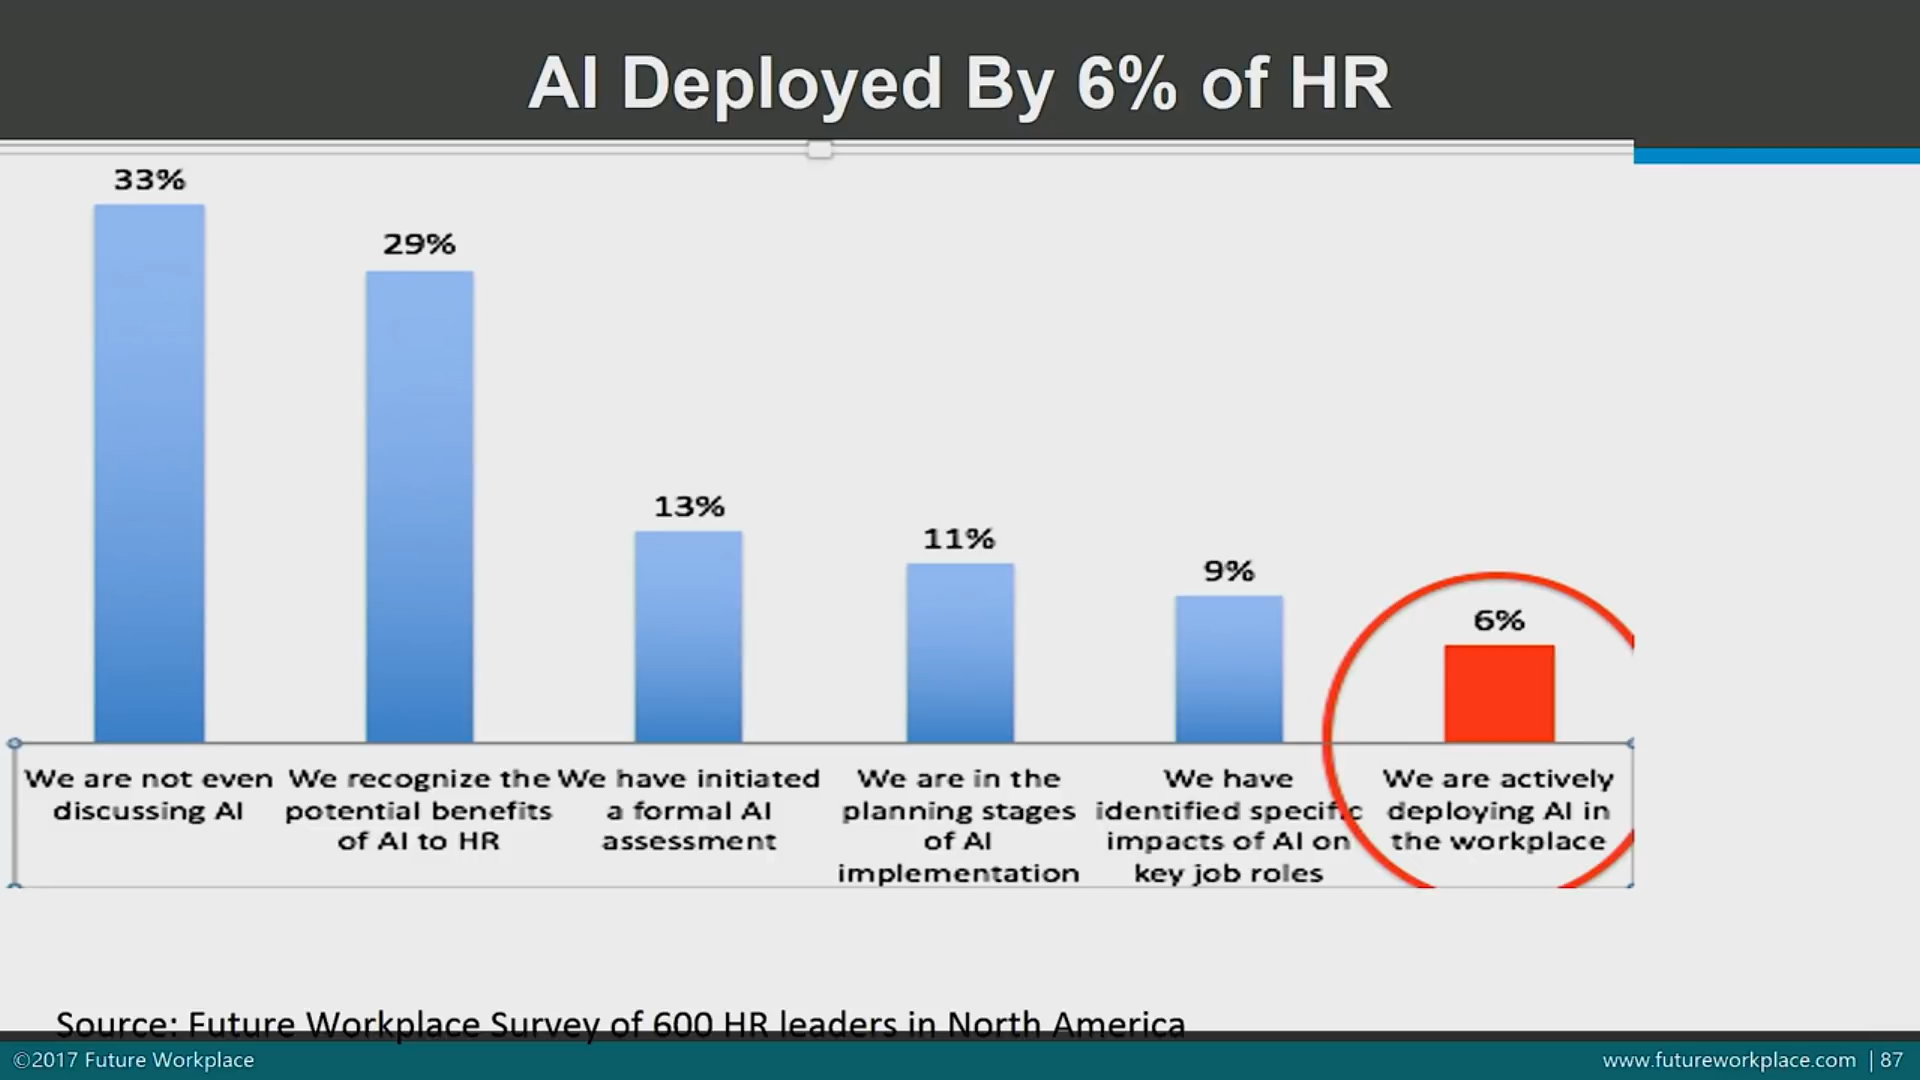 AI Deployed By 6% of HR
33%
29%
13%
11%
9%
6%
We are not even
discussing AI
We recognize the
potential benefits
of AI to HR
We have initiated
a formal AI
assessment
We are in the
planning stages
of AI
implementation
We have
identified specific
impacts of AI on
key job roles
We are actively
deploying AI in
the workplace
Source: Future Workplace Survey of 600 HR leaders in North America
©2017 Future Workplace
www.futureworkplace.com | 87